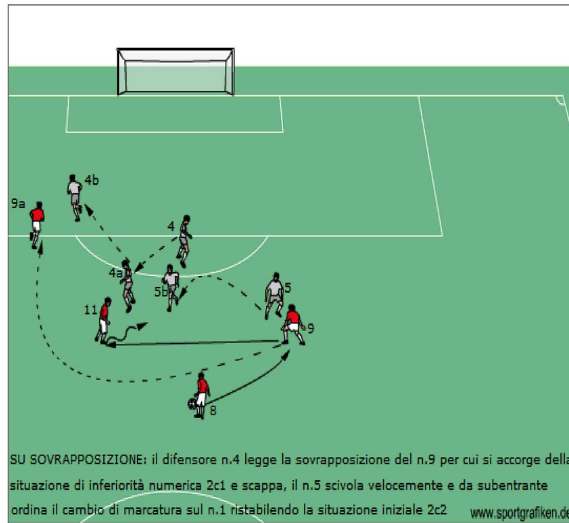 4b
9a
4
4a
5b
5
11
9
8
SU SOVRAPPOSIZIONE: il difensore n.4 legge la sovrapposizione del n.9 per cui si accorge della
situazione di inferiorità numerica 2c1 e scappa, il n.5 scivola velocemente e da subentrante
ordina il cambio di marcatura sul n.1 ristabilendo la situazione iniziale 2c2
www.sportgrafiken.de